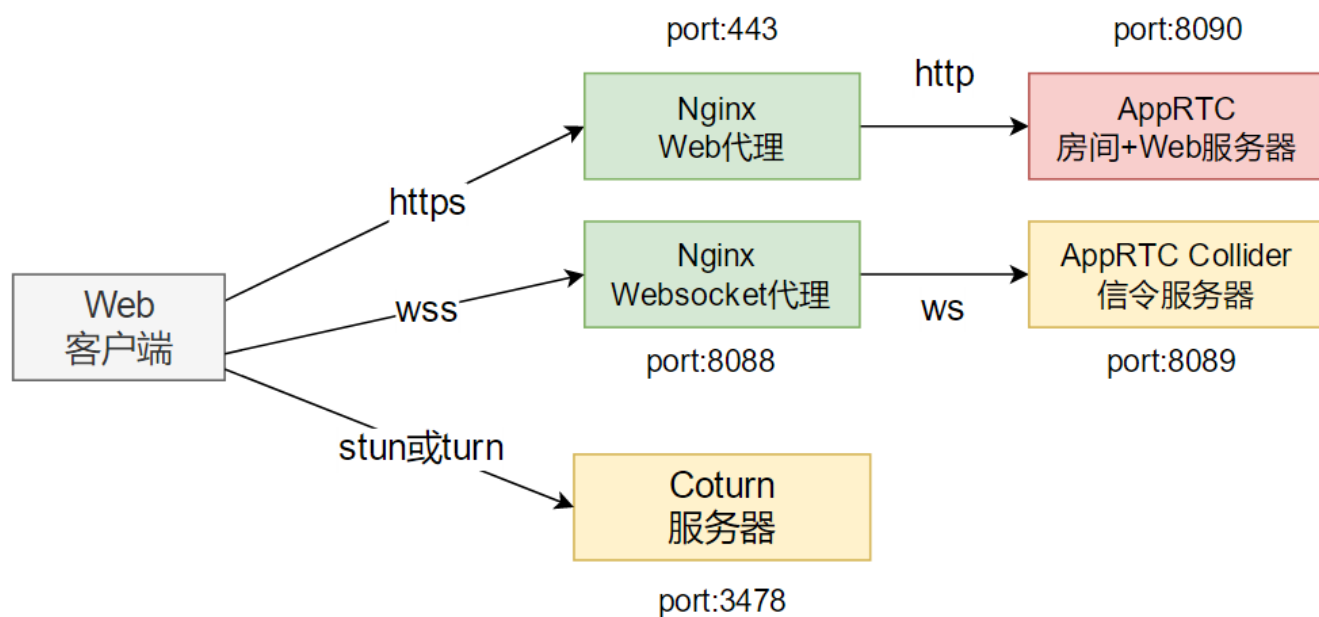 port:443
port:8090
http
Nginx
Web代理
AppRTC
房间+Web服务器
https
Nginx
Websocket代理
AppRTC Collider
信令服务器
Web
客户端
wss
ws
port:8088
port:8089
stun或turn
Coturn
服务器
port:3478